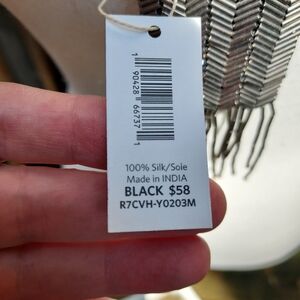 1 90428 66737 1
100% Silk/Soie
Made in INDIA
BLACK $58
R7CVH-Y0203M